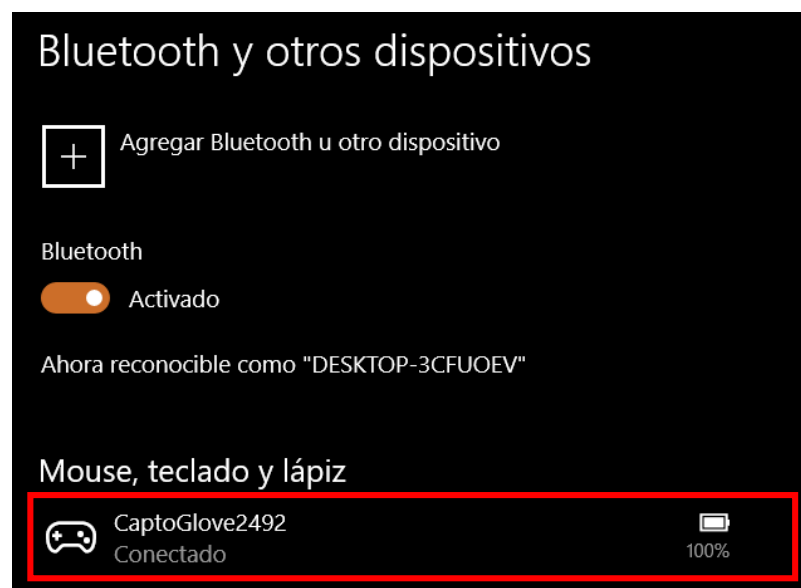 Bluetooth y otros dispositivos
Agregar Bluetooth u otro dispositivo
Bluetooth
Activado
Ahora reconocible como "DESKTOP-3CFUOEV"
Mouse, teclado y lápiz
CaptoGlove2492
Conectado
100%